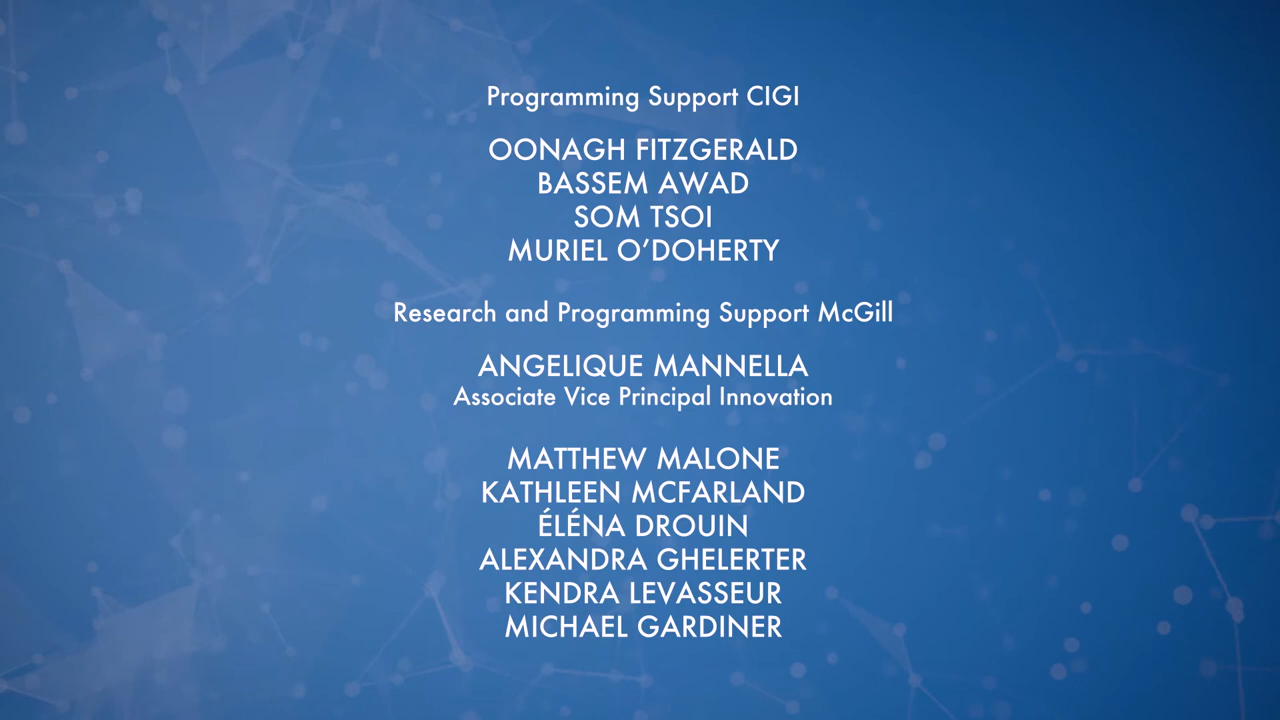 Programming Support CIGI
OONAGH FITZGERALD
BASSEM AWAD
SOM TSOI
MURIEL O’DOHERTY
Research and Programming Support McGill
ANGELIQUE MANNELLA
Associate Vice Principal Innovation
MATTHEW MALONE
KATHLEEN MCFARLAND
ÉLÉNA DROUIN
ALEXANDRA GHELERTER
KENDRA LEVASSEUR
MICHAEL GARDINER